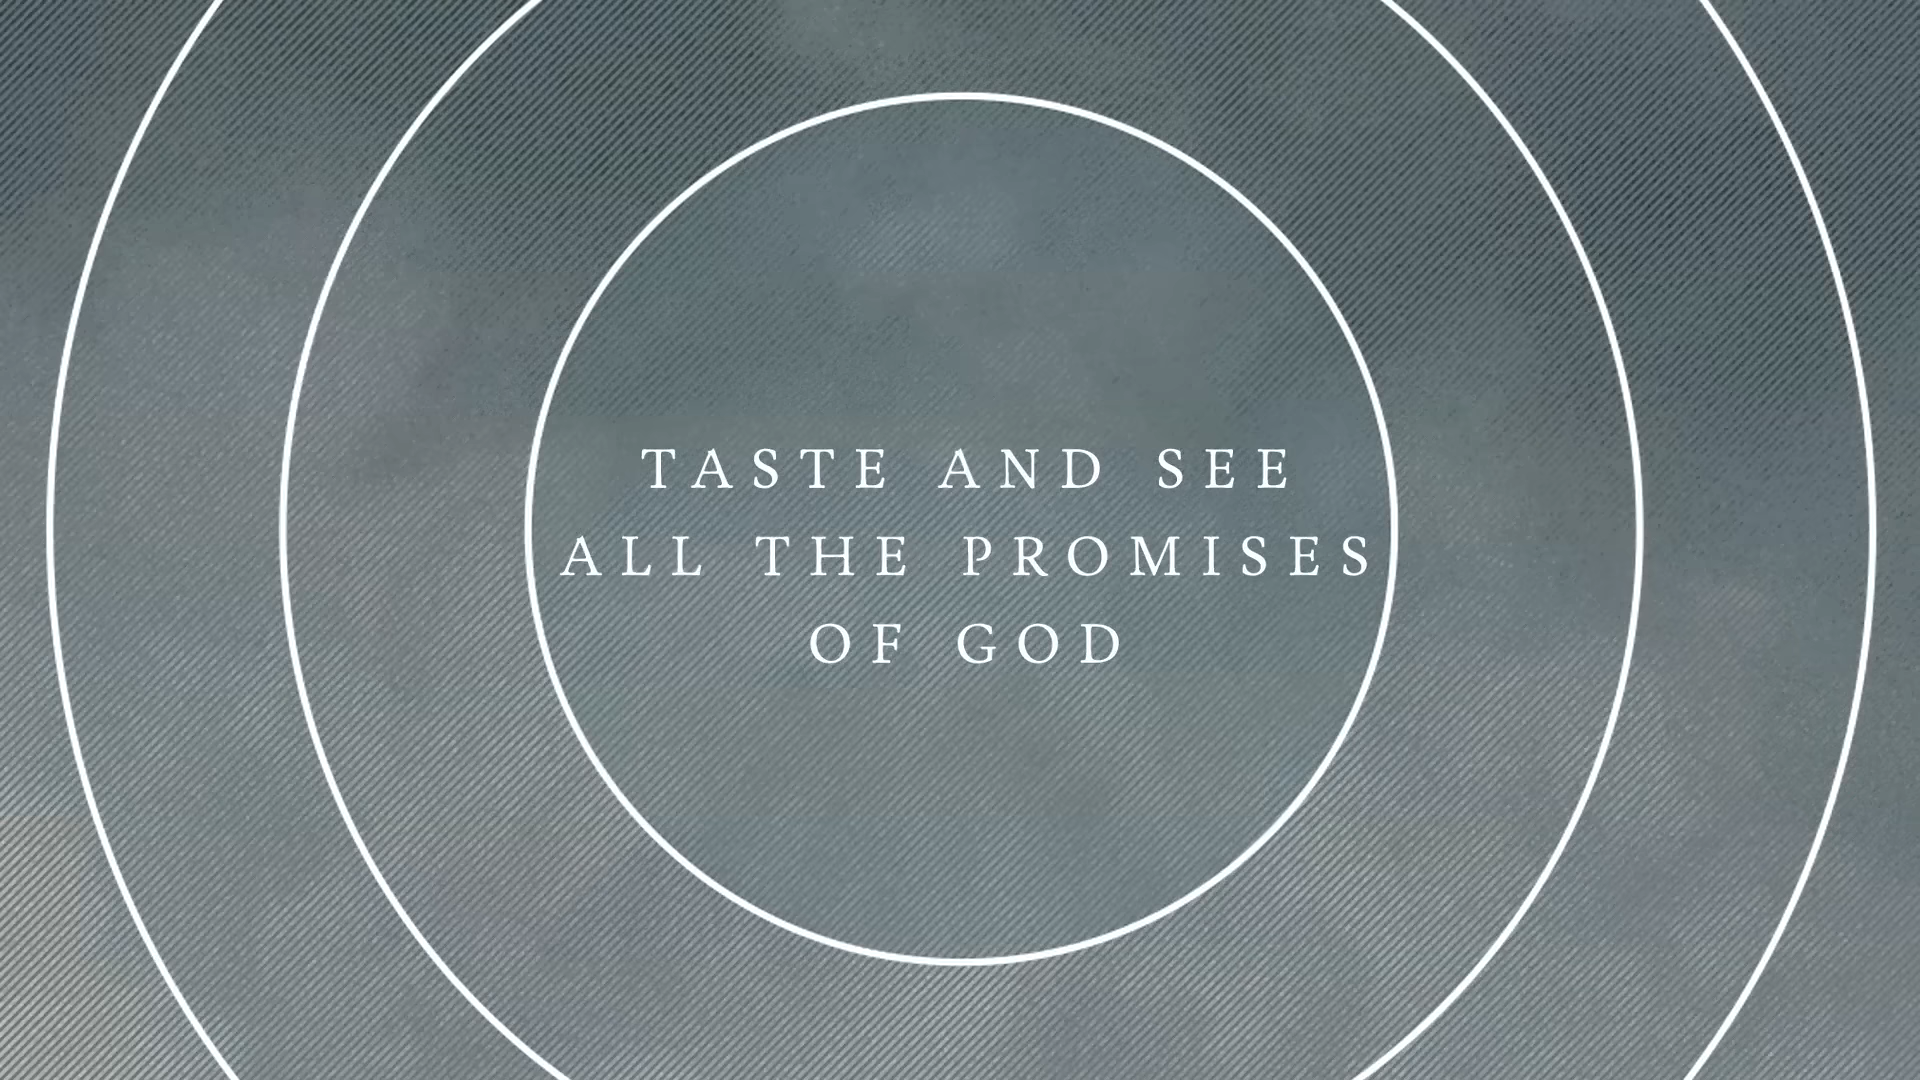 TASTE AND SEE
ALL THE PROMISES
OF GOD